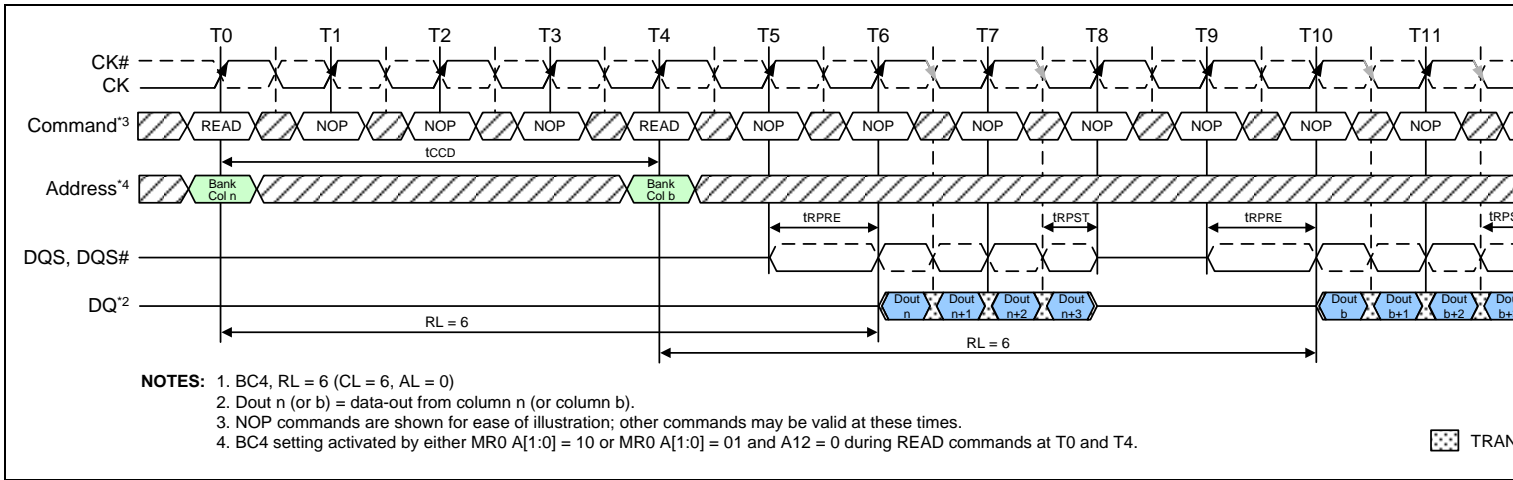 T0 T1 T2 T3 T4 T5 T6 T7 T8 T9 T10 T11
CK#
CK
Command*3 READ NOP NOP NOP READ NOP NOP NOP NOP NOP NOP NOP
tCCD
Address*4 Bank Col n Bank Col b
tRPRE tRPST tRPRE tRPS
DQS, DQS#
DQ*2 Dout n Dout n+1 Dout n+2 Dout n+3 Dout b Dout b+1 Dout b+2 Dout b+
RL = 6
RL = 6
NOTES: 1. BC4, RL = 6 (CL = 6, AL = 0)
2. Dout n (or b) = data-out from column n (or column b).
3. NOP commands are shown for ease of illustration; other commands may be valid at these times.
4. BC4 setting activated by either MR0 A[1:0] = 10 or MR0 A[1:0] = 01 and A12 = 0 during READ commands at T0 and T4.
TRAN